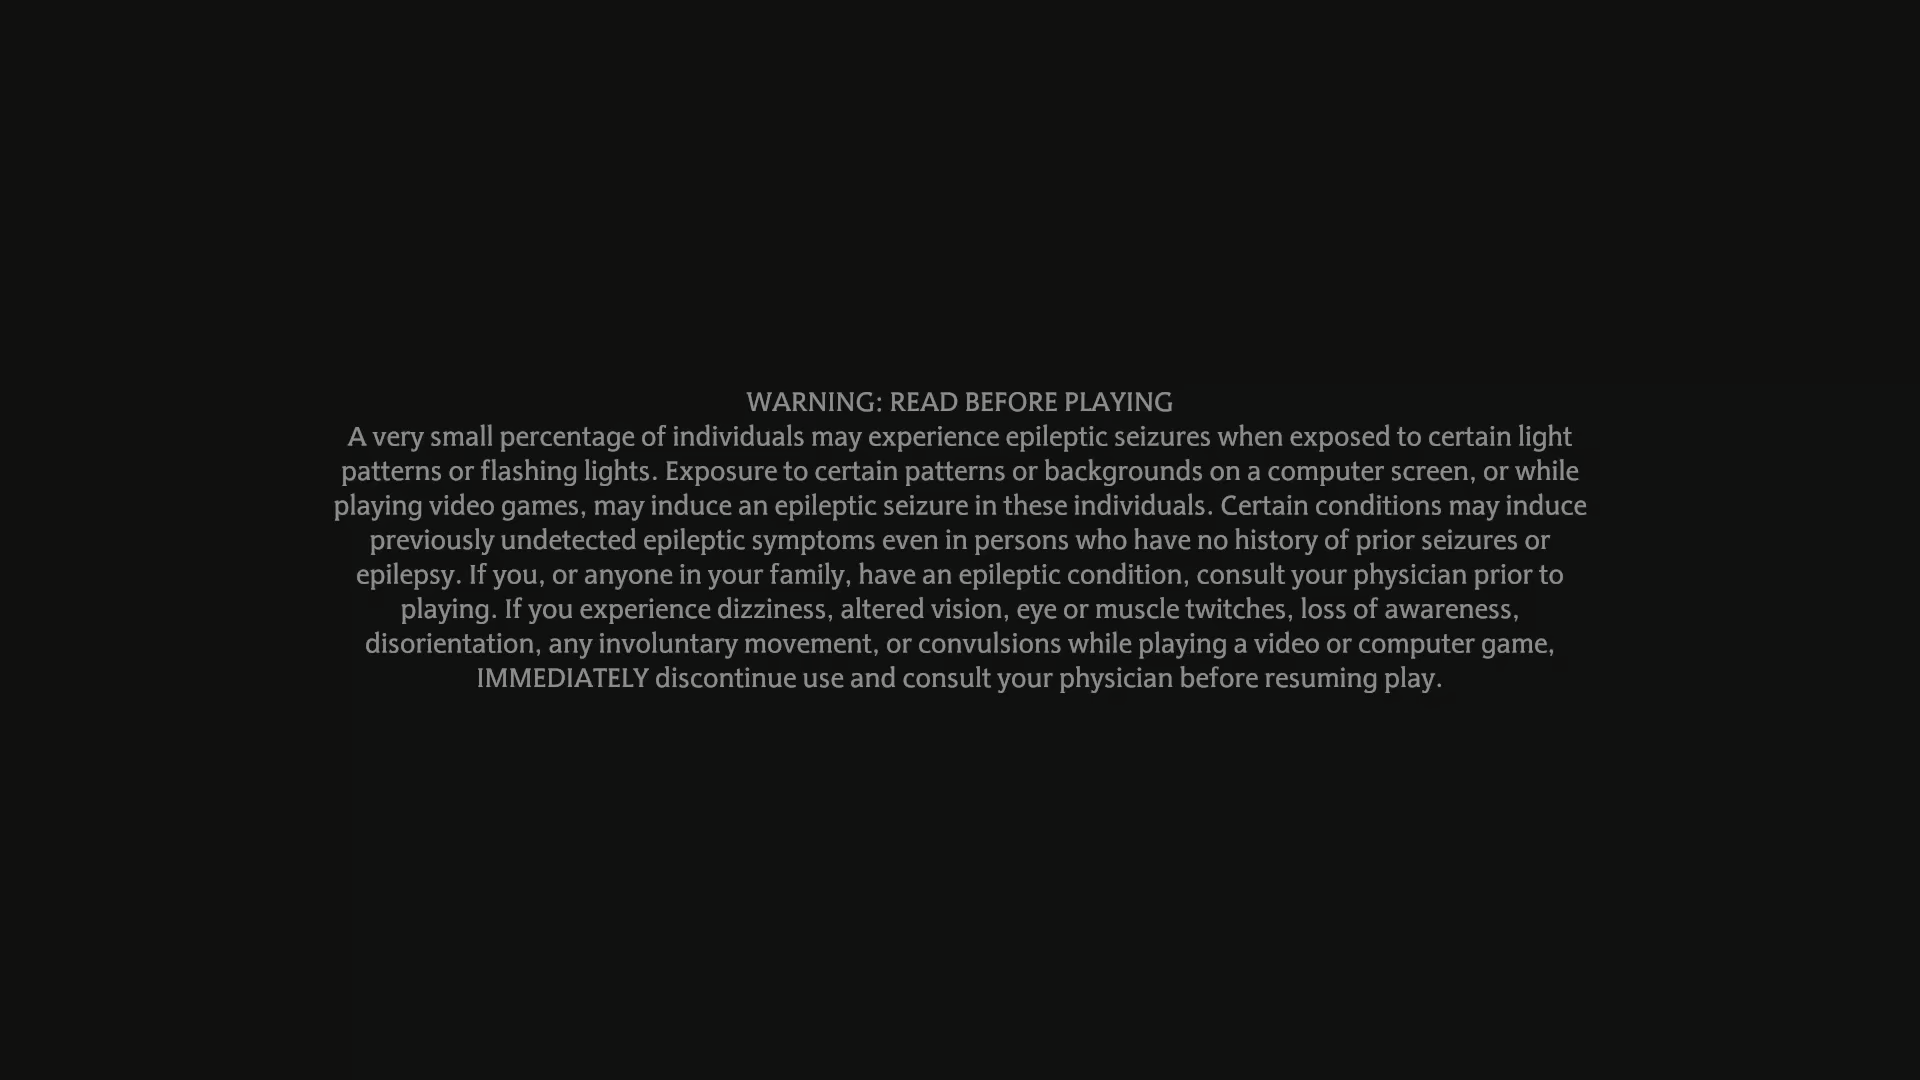 WARNING: READ BEFORE PLAYING
A very small percentage of individuals may experience epileptic seizures when exposed to certain light
patterns or flashing lights. Exposure to certain patterns or backgrounds on a computer screen, or while
playing video games, may induce an epileptic seizure in these individuals. Certain conditions may induce
previously undetected epileptic symptoms even in persons who have no history of prior seizures or
epilepsy. If you, or anyone in your family, have an epileptic condition, consult your physician prior to
playing. If you experience dizziness, altered vision, eye or muscle twitches, loss of awareness,
disorientation, any involuntary movement, or convulsions while playing a video or computer game,
IMMEDIATELY discontinue use and consult your physician before resuming play.